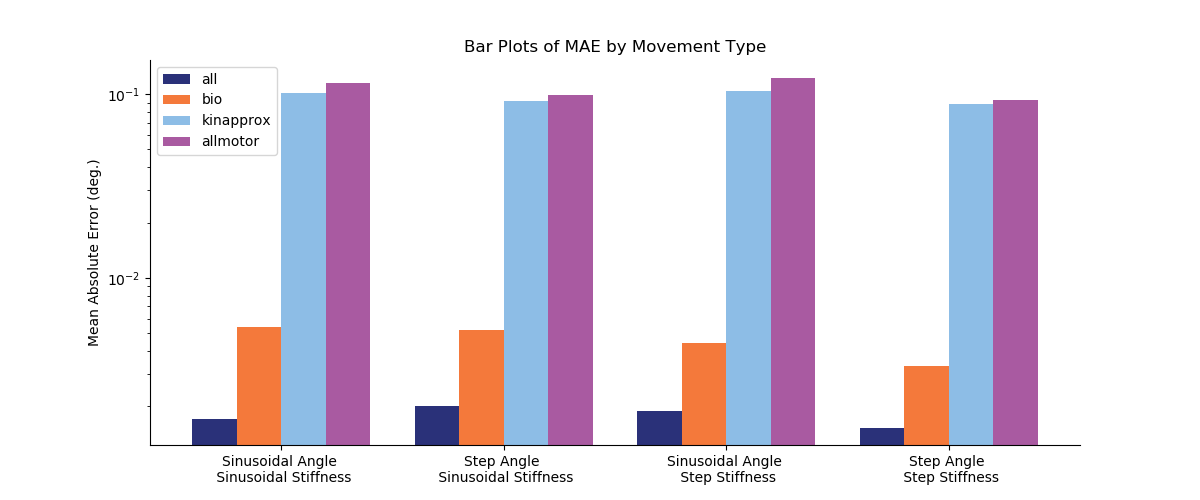 Bar Plots of MAE by Movement Type
all
bio
kinapprox
allmotor
Mean Absolute Error (deg.)
10⁻¹
10⁻²
Sinusoidal Angle
Sinusoidal Stiffness
Step Angle
Sinusoidal Stiffness
Sinusoidal Angle
Step Stiffness
Step Angle
Step Stiffness